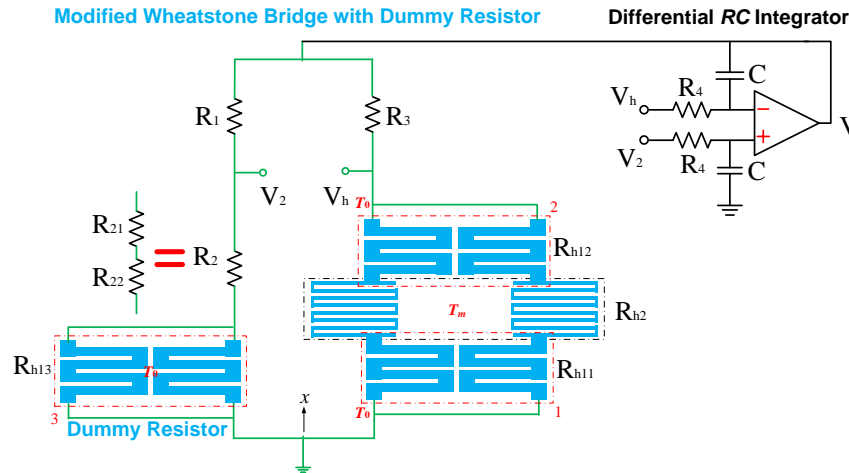 Modified Wheatstone Bridge with Dummy Resistor
Differential RC Integrator
R1
R3
V2
Vh
R21
R22
R2
Rh13
T0
3
Dummy Resistor
x
T0
2
Rh12
Tm
Rh2
Rh11
T0
1
C
Vh
R4
−
V2
R4
+
C
V